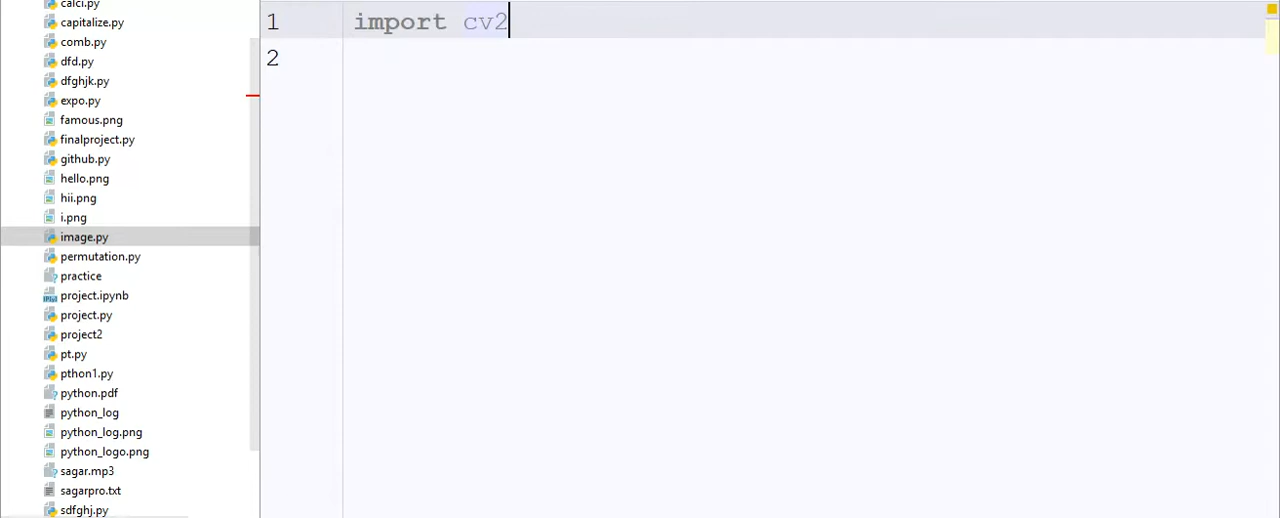 calci.py
capitalize.py
comb.py
dfd.py
dfghjk.py
expo.py
famous.png
finalproject.py
github.py
hello.png
hii.png
i.png
image.py
permutation.py
practice
project.ipynb
project.py
project2
pt.py
pthon1.py
python.pdf
python_log
python_log.png
python_logo.png
sagar.mp3
sagarpro.txt
sdfghj.py
1 import cv2
2